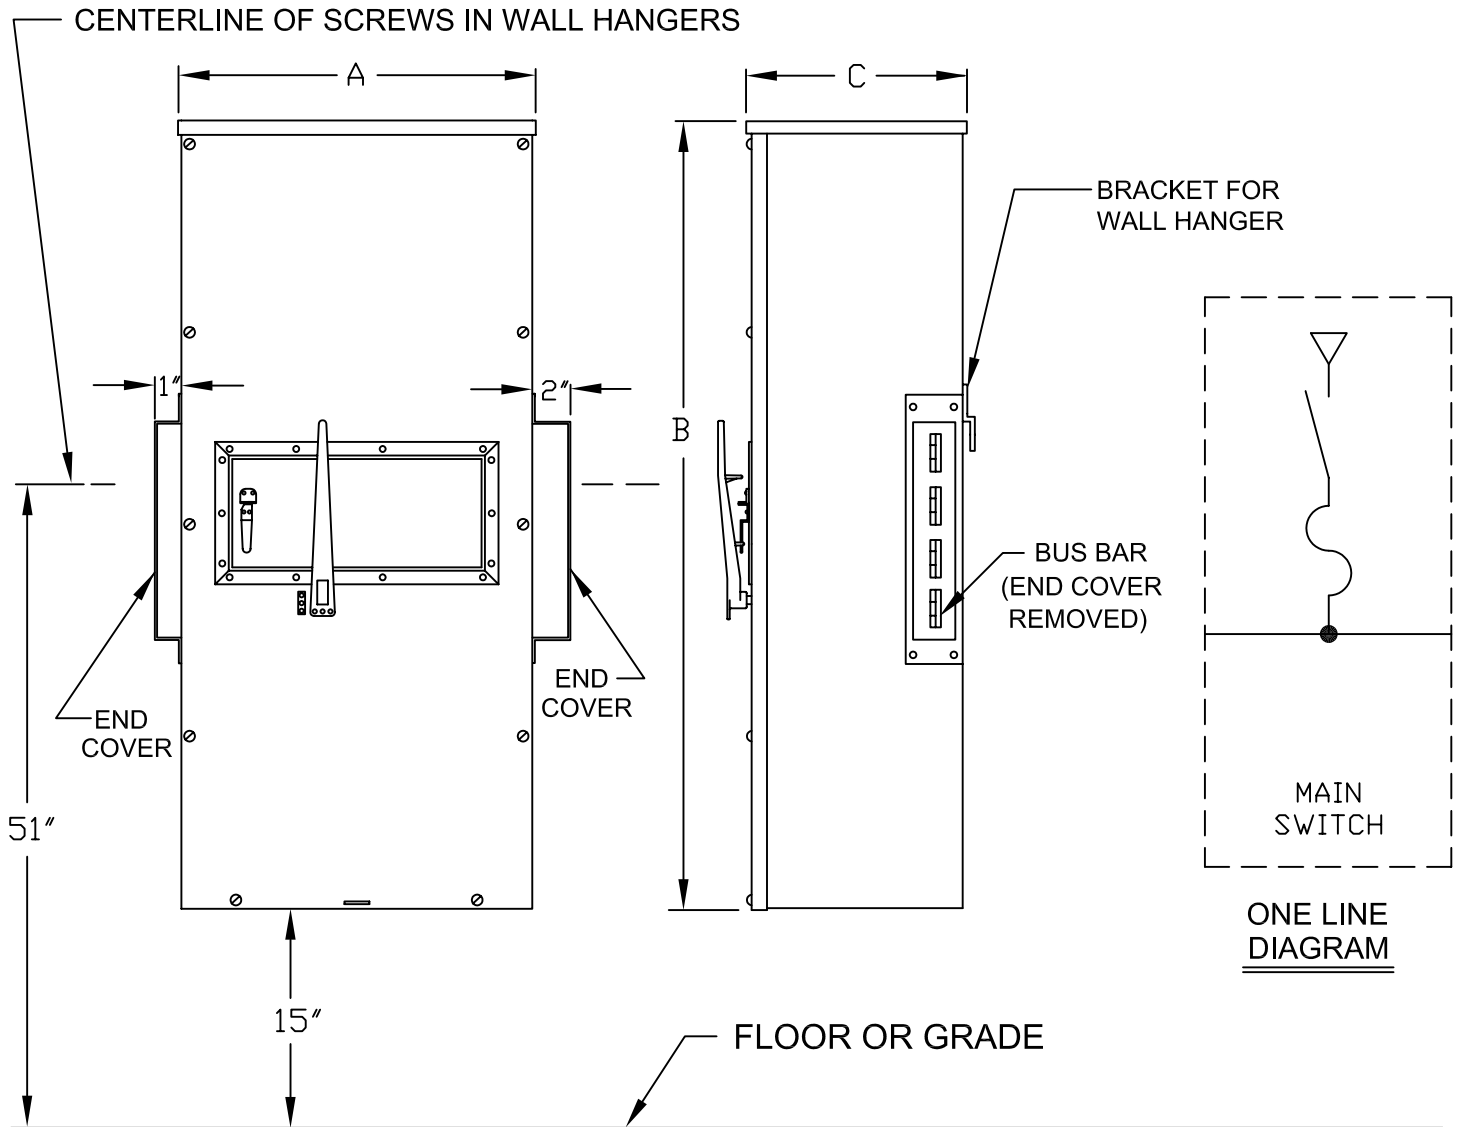 CENTERLINE OF SCREWS IN WALL HANGERS
A
C
BRACKET FOR
WALL HANGER
1"
2"
B
BUS BAR
(END COVER
REMOVED)
END
COVER
END
COVER
51"
MAIN
SWITCH
ONE LINE
DIAGRAM
15"
FLOOR OR GRADE